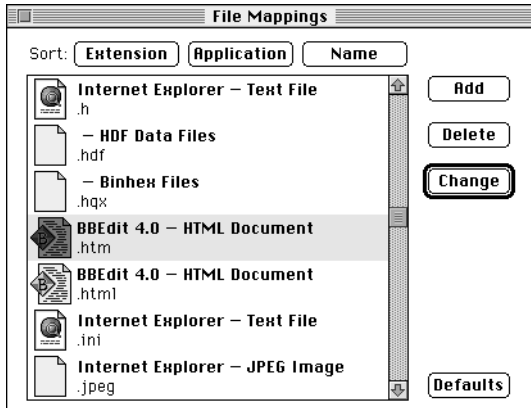 File Mappings
Sort: Extension Application Name
Internet Explorer – Text File
.h
– HDF Data Files
.hdf
– Binhex Files
.hqx
BBEdit 4.0 – HTML Document
.htm
BBEdit 4.0 – HTML Document
.html
Internet Explorer – Text File
.ini
Internet Explorer – JPEG Image
.jpeg
Add
Delete
Change
Defaults